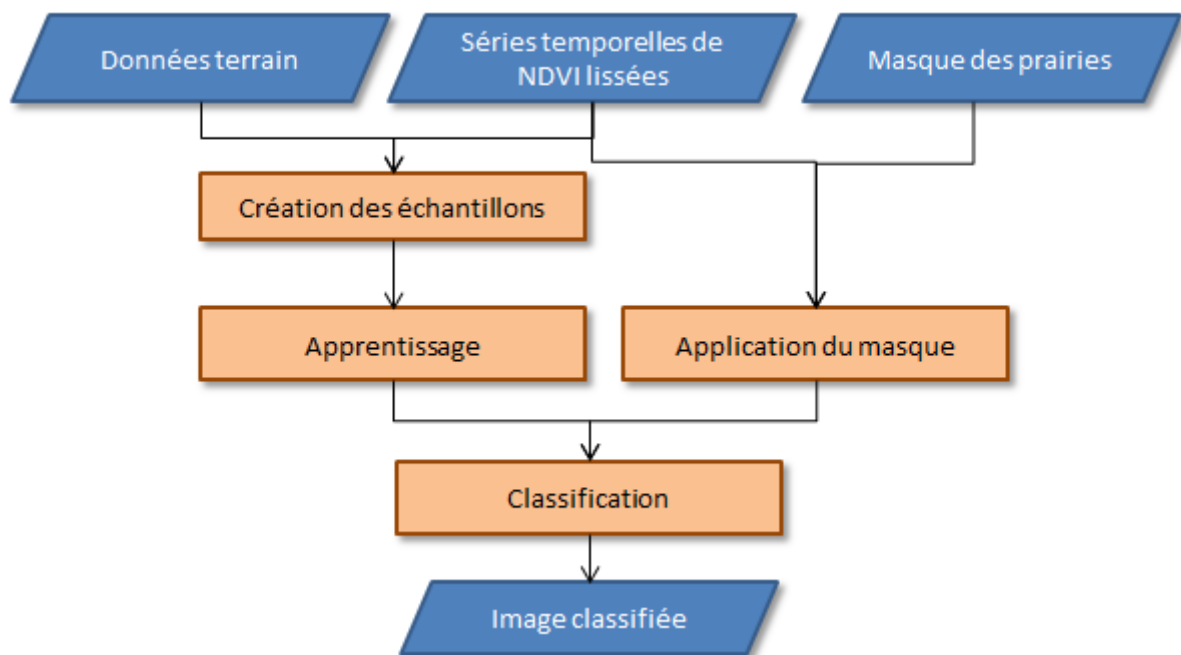 Données terrain
Séries temporelles de
NDVI lissées
Masque des prairies
Création des échantillons
Apprentissage
Application du masque
Classification
Image classifiée